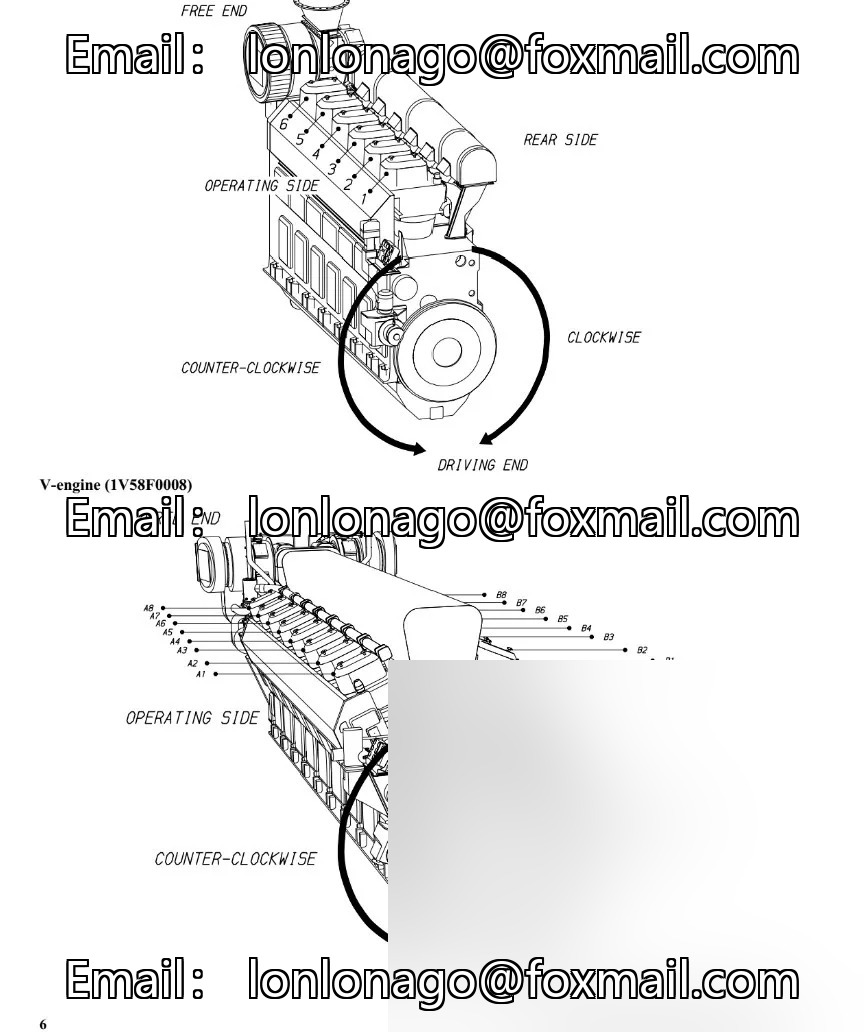 FREE END
Email: lonlonago@foxmail.com
6
5
4
3
2
1
REAR SIDE
OPERATING SIDE
CLOCKWISE
COUNTER-CLOCKWISE
DRIVING END
V-engine (1V58F0008)
END
Email: lonlonago@foxmail.com
A8
A7
A6
A5
A4
A3
A2
A1
B8
B7
B6
B5
B4
B3
B2
OPERATING SIDE
COUNTER-CLOCKWISE
Email: lonlonago@foxmail.com
6